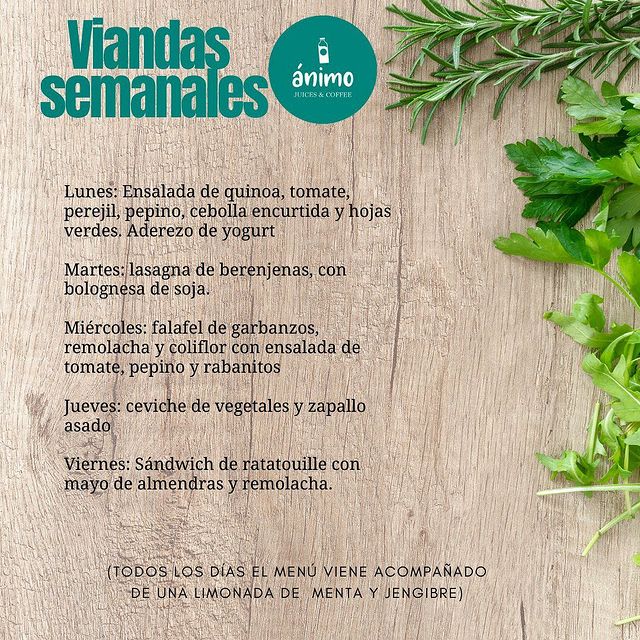 Viandas
semanales
ánimo
JUICES & COFFEE
Lunes: Ensalada de quinoa, tomate,
perejil, pepino, cebolla encurtida y hojas
verdes. Aderezo de yogurt
Martes: lasagna de berenjenas, con
bolognesa de soja.
Miércoles: falafel de garbanzos,
remolacha y coliflor con ensalada de
tomate, pepino y rabanitos
Jueves: ceviche de vegetales y zapallo
asado
Viernes: Sándwich de ratatouille con
mayo de almendras y remolacha.
(TODOS LOS DÍAS EL MENÚ VIENE ACOMPAÑADO
DE UNA LIMONADA DE MENTA Y JENGIBRE)